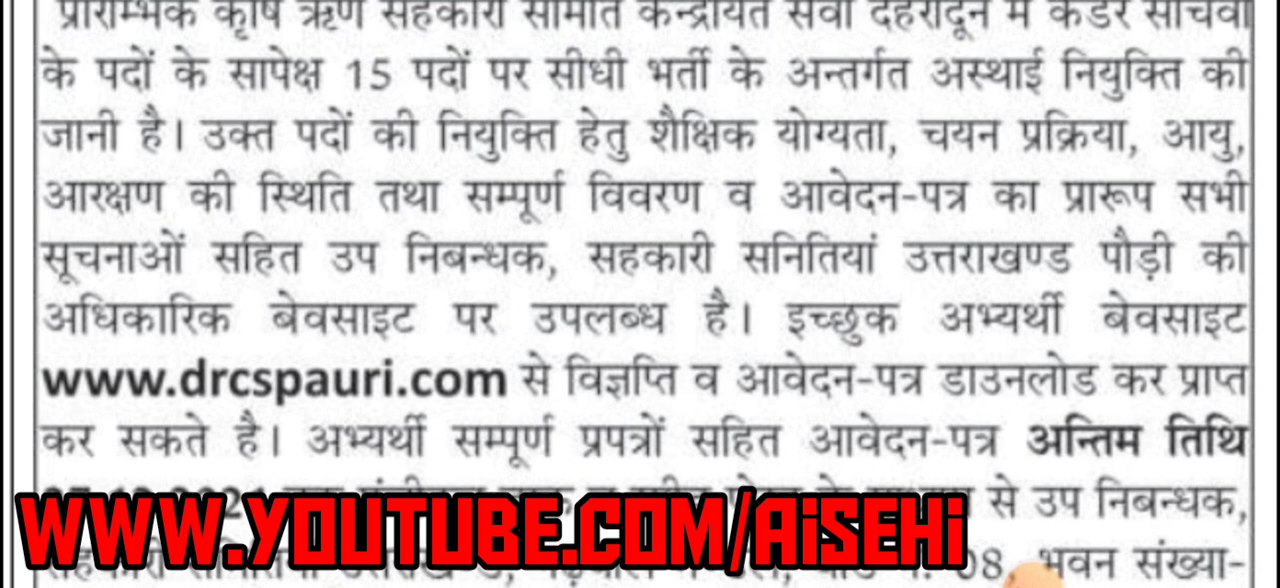 प्रारम्भिक कृषि ऋण सहकारी समिति केन्द्रीयत सेवा देहरादून में कैडर सचिवों
के पदों के सापेक्ष 15 पदों पर सीधी भर्ती के अन्तर्गत अस्थाई नियुक्ति की
जानी है। उक्त पदों की नियुक्ति हेतु शैक्षिक योग्यता, चयन प्रक्रिया, आयु,
आरक्षण की स्थिति तथा सम्पूर्ण विवरण व आवेदन-पत्र का प्रारूप सभी
सूचनाओं सहित उप निबन्धक, सहकारी सनितियां उत्तराखण्ड पौड़ी की
अधिकारिक बेवसाइट पर उपलब्ध है। इच्छुक अभ्यर्थी बेवसाइट
www.drcspauri.com से विज्ञप्ति व आवेदन-पत्र डाउनलोड कर प्राप्त
कर सकते है। अभ्यर्थी सम्पूर्ण प्रपत्रों सहित आवेदन-पत्र अन्तिम तिथि
से उप निबन्धक,
WWW.YOUTUBE.COM/AiSEHi
08, भवन संख्या-